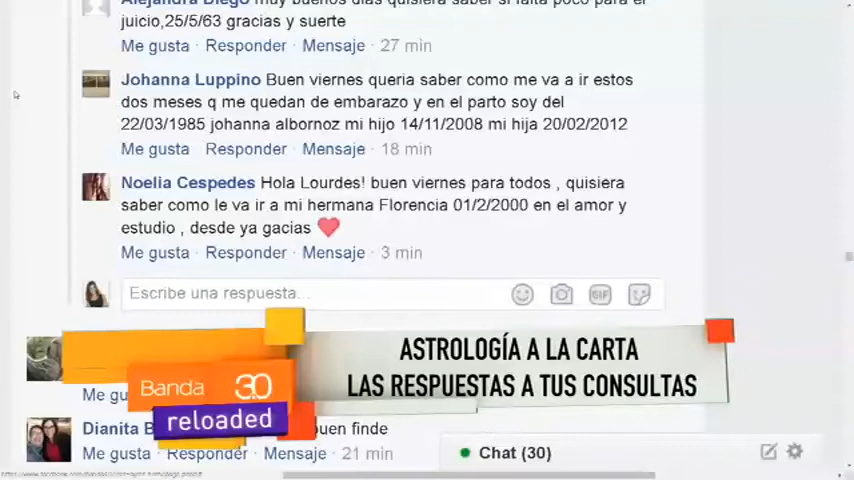 Alejandra Diego muy buenos días quisiera saber si falta poco para el
juicio,25/5/63 gracias y suerte
Me gusta · Responder · Mensaje · 27 min
Johanna Luppino Buen viernes queria saber como me va a ir estos
dos meses q me quedan de embarazo y en el parto soy del
22/03/1985 johanna albornoz mi hijo 14/11/2008 mi hija 20/02/2012
Me gusta · Responder · Mensaje · 18 min
Noelia Cespedes Hola Lourdes! buen viernes para todos , quisiera
saber como le va ir a mi hermana Florencia 01/2/2000 en el amor y
estudio , desde ya gacias ❤
Me gusta · Responder · Mensaje · 3 min
Escribe una respuesta...
GIF
ASTROLOGÍA A LA CARTA
LAS RESPUESTAS A TUS CONSULTAS
Banda 3.0
reloaded
Me gu
Dianita B buen finde
Me gusta · Responder · Mensaje · 21 min
Chat (30)